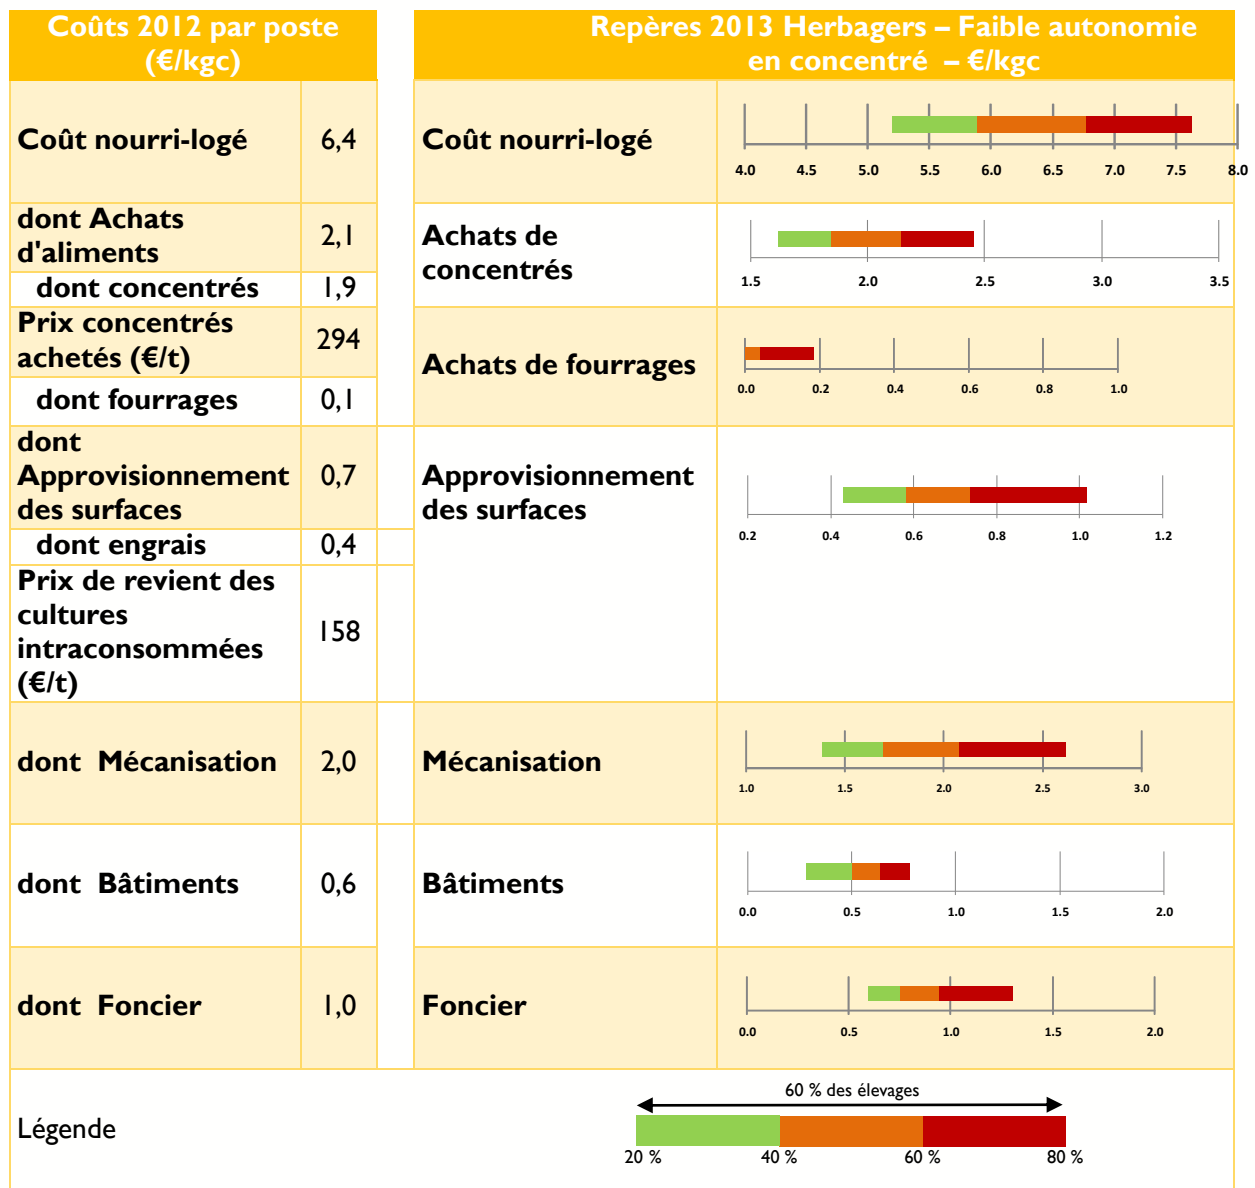 Coûts 2012 par poste
(€/kgc)
Repères 2013 Herbagers – Faible autonomie
en concentré – €/kgc
Coût nourri-logé
6,4
Coût nourri-logé
4.0 4.5 5.0 5.5 6.0 6.5 7.0 7.5 8.0
dont Achats
d'aliments
2,1
dont concentrés
1,9
Achats de
concentrés
1.5 2.0 2.5 3.0 3.5
Prix concentrés
achetés (€/t)
294
dont fourrages
0,1
Achats de fourrages
0.0 0.2 0.4 0.6 0.8 1.0
dont
Approvisionnement
des surfaces
0,7
dont engrais
0,4
Prix de revient des
cultures
intraconsommées
(€/t)
158
Approvisionnement
des surfaces
0.2 0.4 0.6 0.8 1.0 1.2
dont Mécanisation
2,0
Mécanisation
1.0 1.5 2.0 2.5 3.0
dont Bâtiments
0,6
Bâtiments
0.0 0.5 1.0 1.5 2.0
dont Foncier
1,0
Foncier
0.0 0.5 1.0 1.5 2.0
Légende
60 % des élevages
20 % 40 % 60 % 80 %